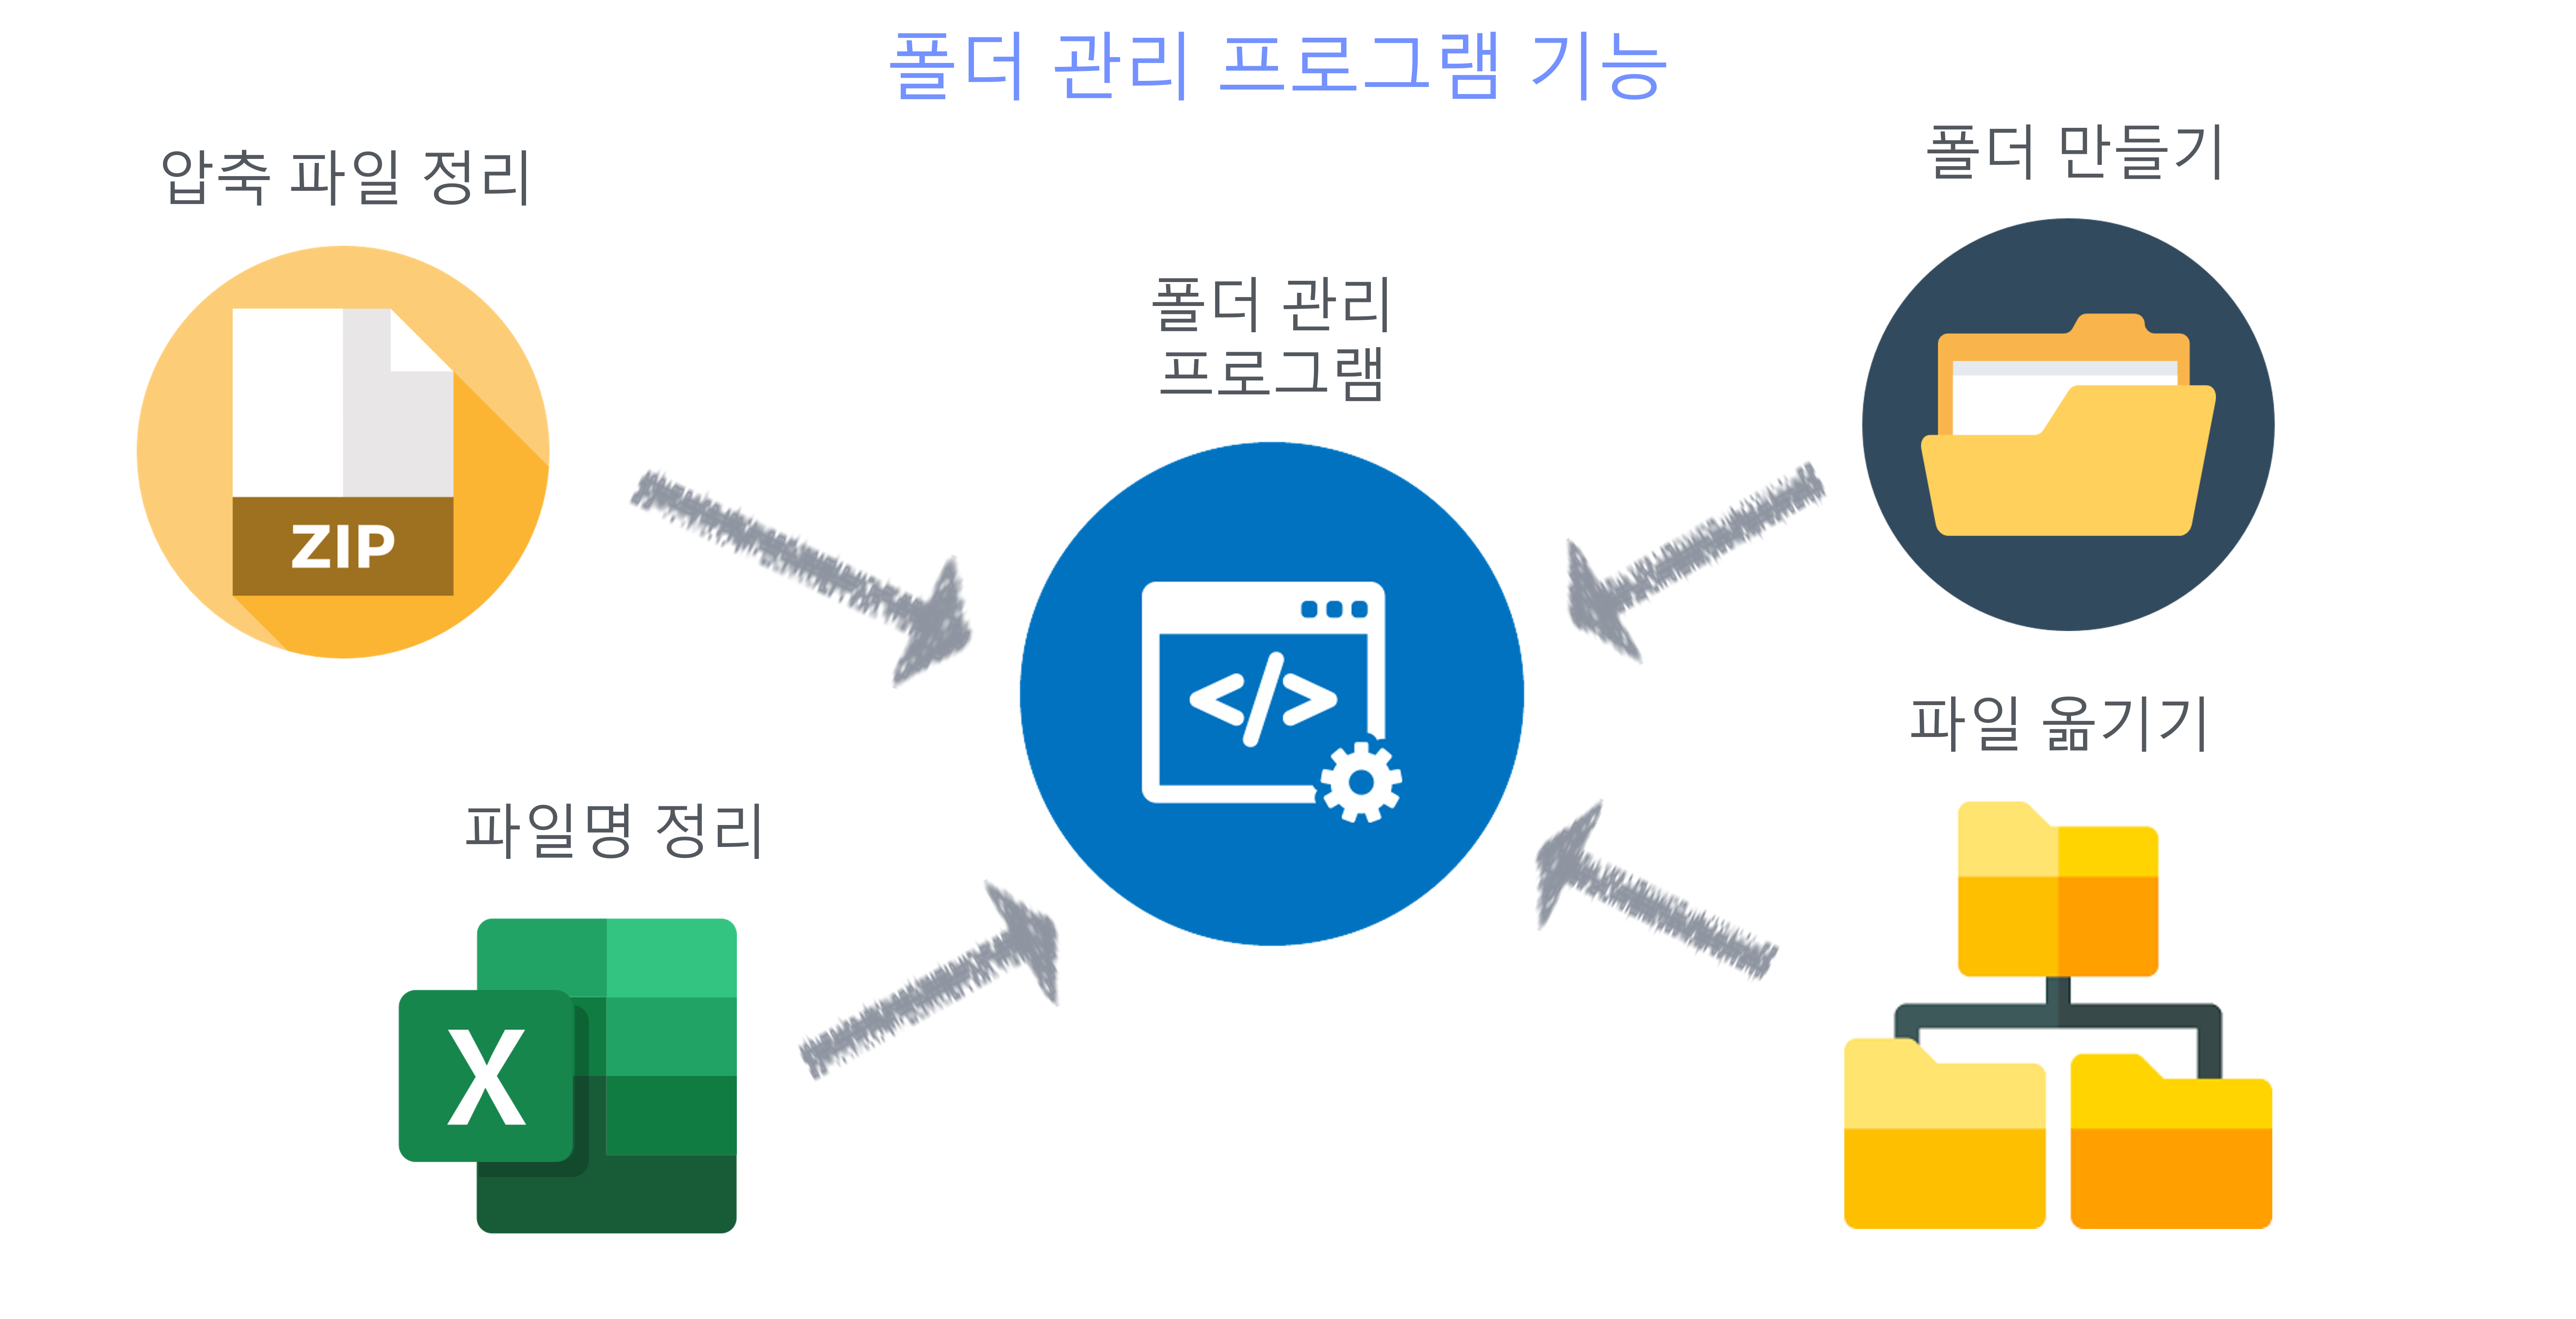 폴더 관리 프로그램 기능
압축 파일 정리
폴더 만들기
폴더 관리
프로그램
ZIP
</>
파일 옮기기
파일명 정리
X